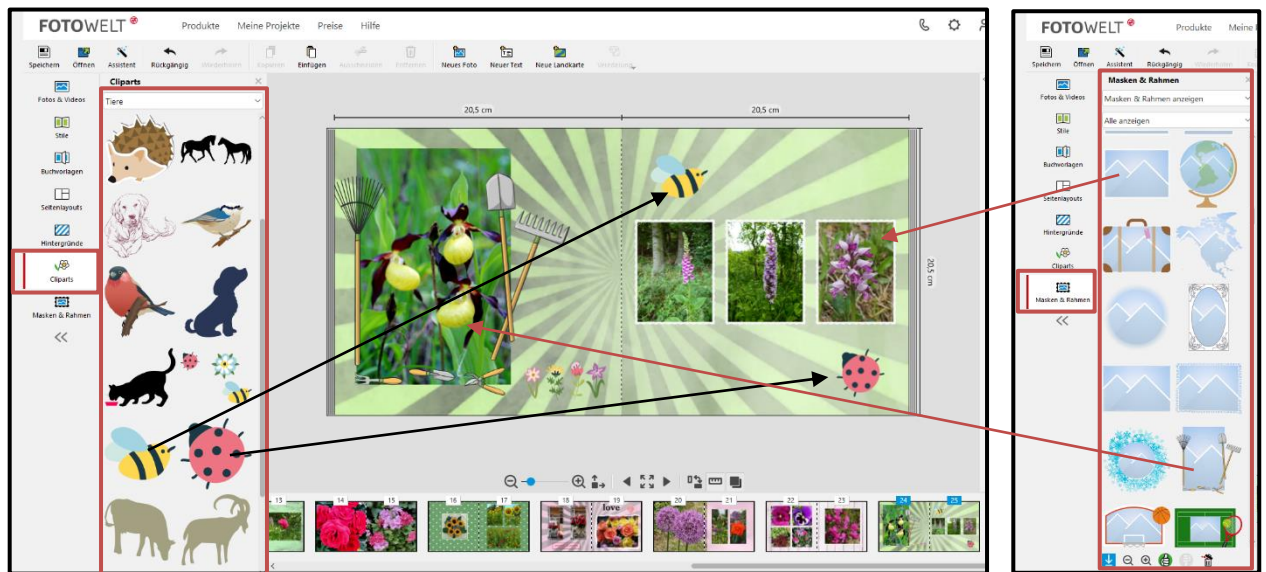 FOTOWELT
Produkte Meine Projekte Preise Hilfe
Speichern Öffnen Assistent Rückgängig Wiederholen Kopieren Einfügen Ausschneiden Entfernen Neues Foto Neuer Text Neue Landkarte
Fotos & Videos
Stile
Buchvorlagen
Seitenlayouts
Hintergründe
Cliparts
Masken & Rahmen
Cliparts
Tiere
20,5 cm 20,5 cm
20,5 cm
13 14 15 16 17 18 19 20 21 22 23 24 25
love
FOTOWELT
Produkte
Speichern Öffnen Assistent Rückgängig Wiederholen
Fotos & Videos
Stile
Buchvorlagen
Seitenlayouts
Hintergründe
Cliparts
Masken & Rahmen
Masken & Rahmen
Masken & Rahmen anzeigen
Alle anzeigen